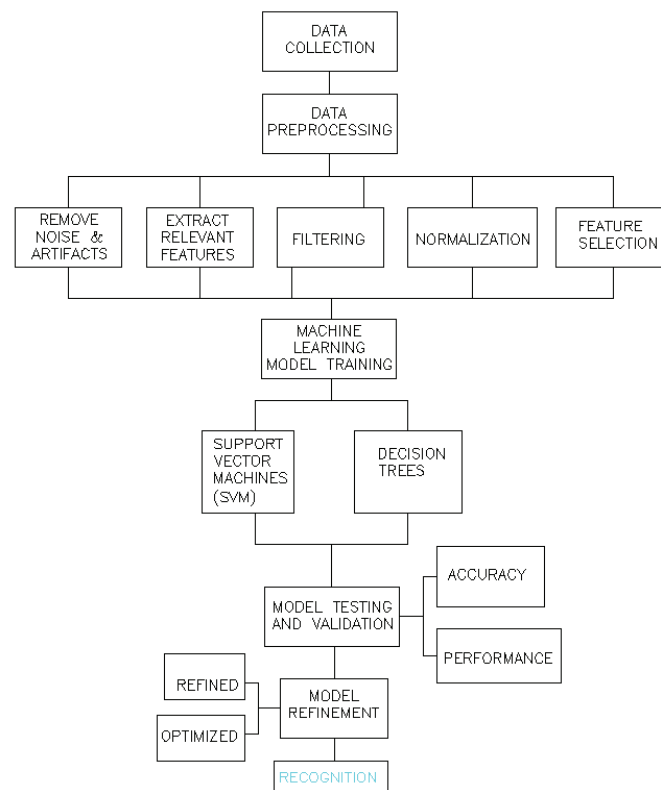 DATA
COLLECTION
DATA
PREPROCESSING
REMOVE
NOISE &
ARTIFACTS
EXTRACT
RELEVANT
FEATURES
FILTERING
NORMALIZATION
FEATURE
SELECTION
MACHINE
LEARNING
MODEL TRAINING
SUPPORT
VECTOR
MACHINES
(SVM)
DECISION
TREES
MODEL TESTING
AND VALIDATION
ACCURACY
PERFORMANCE
REFINED
OPTIMIZED
MODEL
REFINEMENT
RECOGNITION